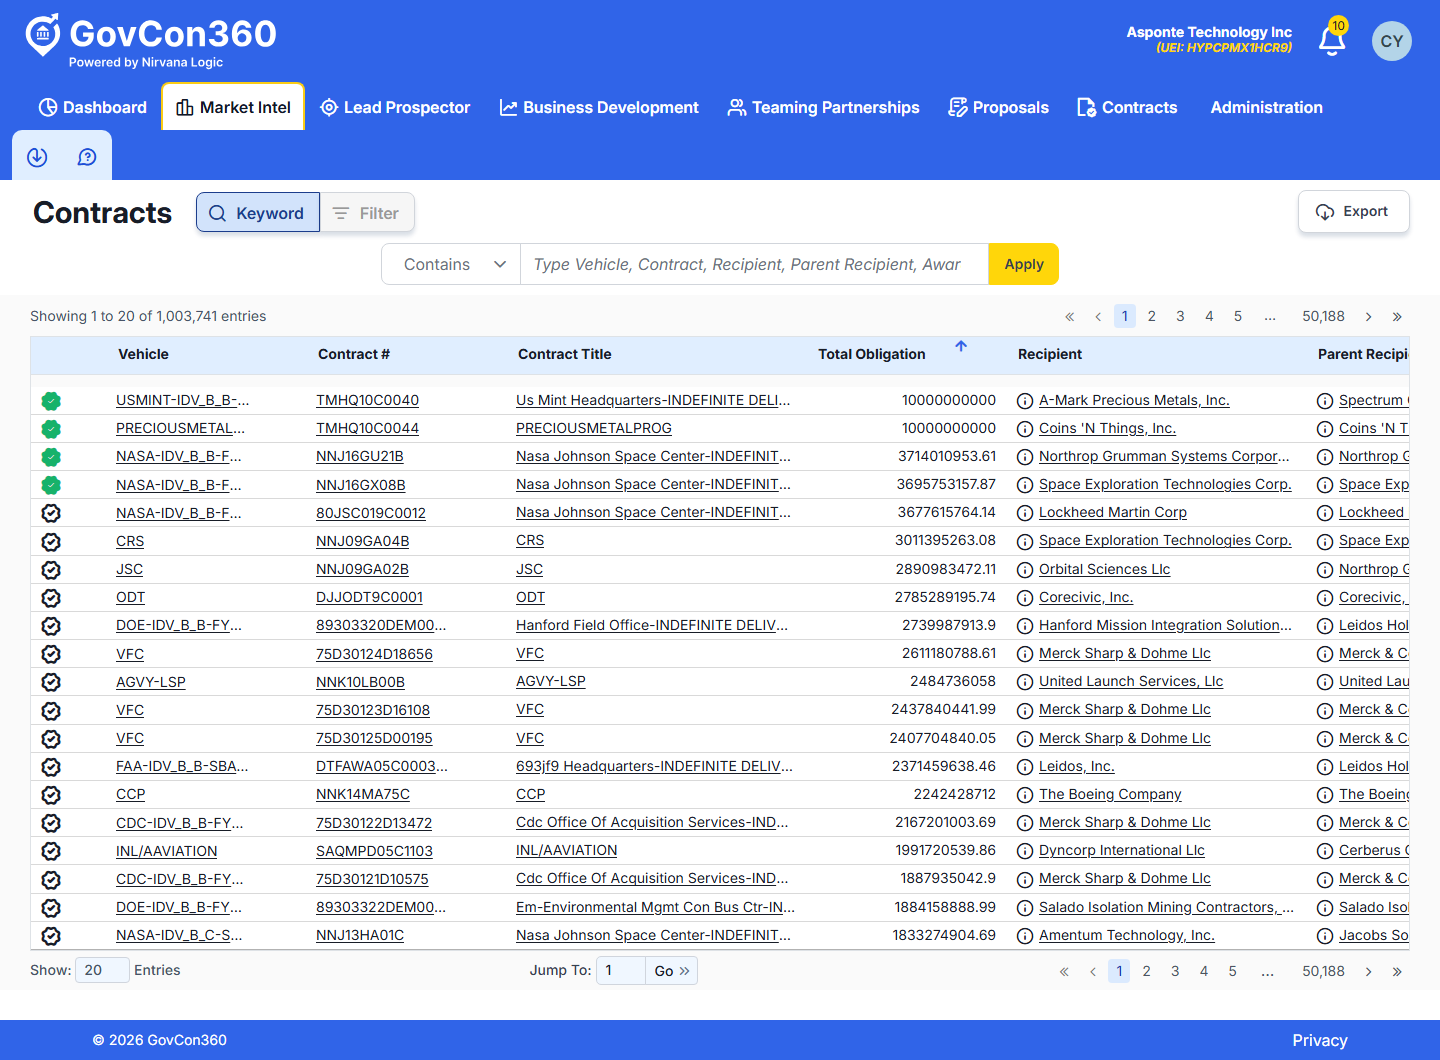 GovCon360
Powered by Nirvana Logic
Asponte Technology Inc
(UEI: HYPCPMX1HCR9)
10
CY
Dashboard Market Intel Lead Prospector Business Development Teaming Partnerships Proposals Contracts Administration
Contracts Keyword Filter Export
Contains Type Vehicle, Contract, Recipient, Parent Recipient, Awar Apply
Showing 1 to 20 of 1,003,741 entries « ‹ 1 2 3 4 5 ... 50,188 › »
Vehicle Contract # Contract Title Total Obligation Recipient Parent Recipi
USMINT-IDV_B_B-... TMHQ10C0040 Us Mint Headquarters-INDEFINITE DELI... 10000000000 A-Mark Precious Metals, Inc. Spectrum
PRECIOUSMETAL... TMHQ10C0044 PRECIOUSMETALPROG 10000000000 Coins 'N Things, Inc. Coins 'N T
NASA-IDV_B_B-F... NNJ16GU21B Nasa Johnson Space Center-INDEFINIT... 3714010953.61 Northrop Grumman Systems Corpor... Northrop G
NASA-IDV_B_B-F... NNJ16GX08B Nasa Johnson Space Center-INDEFINIT... 3695753157.87 Space Exploration Technologies Corp. Space Exp
NASA-IDV_B_B-F... 80JSC019C0012 Nasa Johnson Space Center-INDEFINIT... 3677615764.14 Lockheed Martin Corp Lockheed
CRS NNJ09GA04B CRS 3011395263.08 Space Exploration Technologies Corp. Space Exp
JSC NNJ09GA02B JSC 2890983472.11 Orbital Sciences Llc Northrop G
ODT DJJODT9C0001 ODT 2785289195.74 Corecivic, Inc. Corecivic,
DOE-IDV_B_B-FY... 89303320DEM00... Hanford Field Office-INDEFINITE DELIV... 2739987913.9 Hanford Mission Integration Solution... Leidos Hol
VFC 75D30124D18656 VFC 2611180788.61 Merck Sharp & Dohme Llc Merck & C
AGVY-LSP NNK10LB00B AGVY-LSP 2484736058 United Launch Services, Llc United Lau
VFC 75D30123D16108 VFC 2437840441.99 Merck Sharp & Dohme Llc Merck & C
VFC 75D30125D00195 VFC 2407704840.05 Merck Sharp & Dohme Llc Merck & C
FAA-IDV_B_B-SBA... DTFAWA05C0003... 693jf9 Headquarters-INDEFINITE DELIV... 2371459638.46 Leidos, Inc. Leidos Hol
CCP NNK14MA75C CCP 2242428712 The Boeing Company The Boeing
CDC-IDV_B_B-FY... 75D30122D13472 Cdc Office Of Acquisition Services-IND... 2167201003.69 Merck Sharp & Dohme Llc Merck & C
INL/AAVIATION SAQMPD05C1103 INL/AAVIATION 1991720539.86 Dyncorp International Llc Cerberus C
CDC-IDV_B_B-FY... 75D30121D10575 Cdc Office Of Acquisition Services-IND... 1887935042.9 Merck Sharp & Dohme Llc Merck & C
DOE-IDV_B_B-FY... 89303322DEM00... Em-Environmental Mgmt Con Bus Ctr-IN... 1884158888.99 Salado Isolation Mining Contractors, ... Salado Isol
NASA-IDV_B_C-S... NNJ13HA01C Nasa Johnson Space Center-INDEFINIT... 1833274904.69 Amentum Technology, Inc. Jacobs So
Show: 20 Entries Jump To: 1 Go » « ‹ 1 2 3 4 5 ... 50,188 › »
© 2026 GovCon360 Privacy